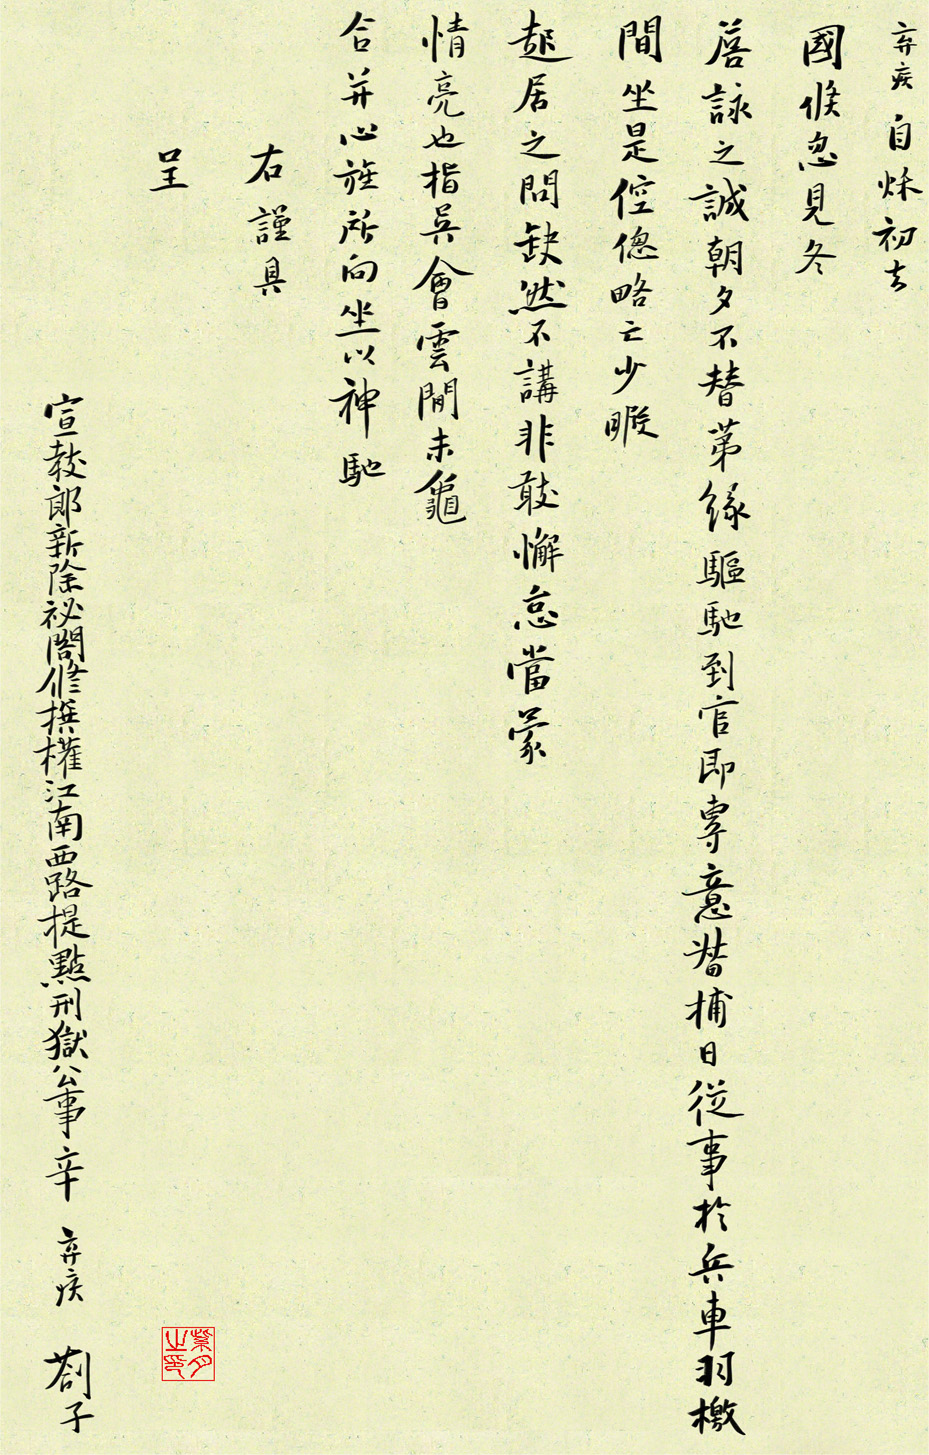 弃疾自秌初去
國倐忽見冬
詹詠之誠朝夕不替第緣驅馳到官即專意督捕日從事於兵車羽檄
間坐是倥傯略亡少暇
起居之問缺然不講非敢懈怠當蒙
情亮也指吳會雲間未龜
合并心旌所向坐以神馳
右謹具
呈
宣教郎新除祕閣修撰權江南西路提點刑獄公事辛弃疾劄子